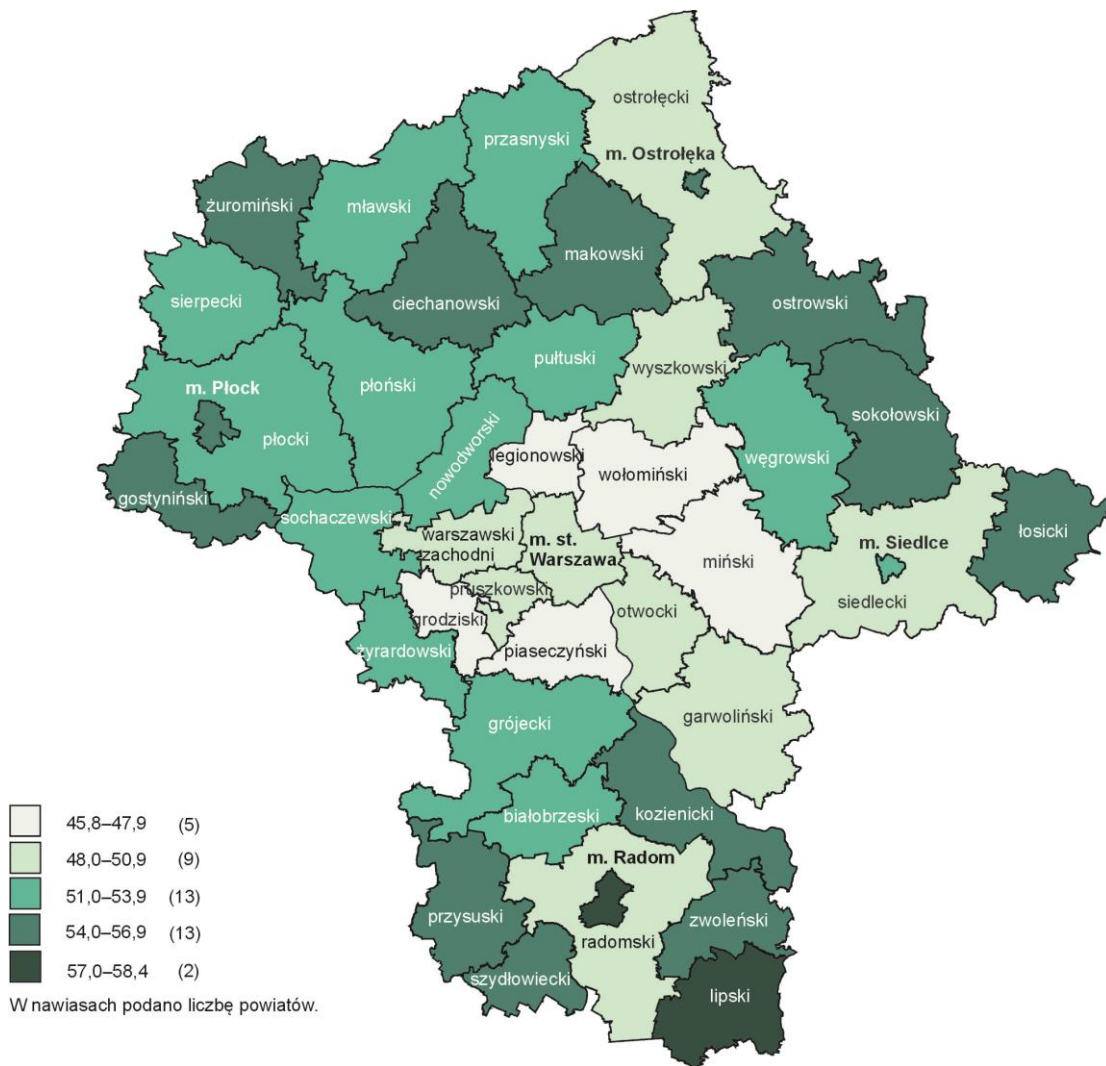 ostrołęcki
przasnyski
m. Ostrołęka
żuromiński
mławski
makowski
sierpecki
ciechanowski
ostrowski
pułtuski
wyszkowski
m. Płock
płoński
sokołowski
płocki
nowodworski
legionowski
wołomiński
węgrowski
gostyniński
sochaczewski
warszawski
zachodni
m. st.
Warszawa
miński
m. Siedlce
łosicki
pruszkowski
otwocki
siedlecki
grodziski
żyrardowski
piaseczyński
grójecki
garwoliński
białobrzeski
kozienicki
m. Radom
przysuski
zwoleński
radomski
szydłowiecki
lipski
45,8–47,9 (5)
48,0–50,9 (9)
51,0–53,9 (13)
54,0–56,9 (13)
57,0–58,4 (2)
W nawiasach podano liczbę powiatów.